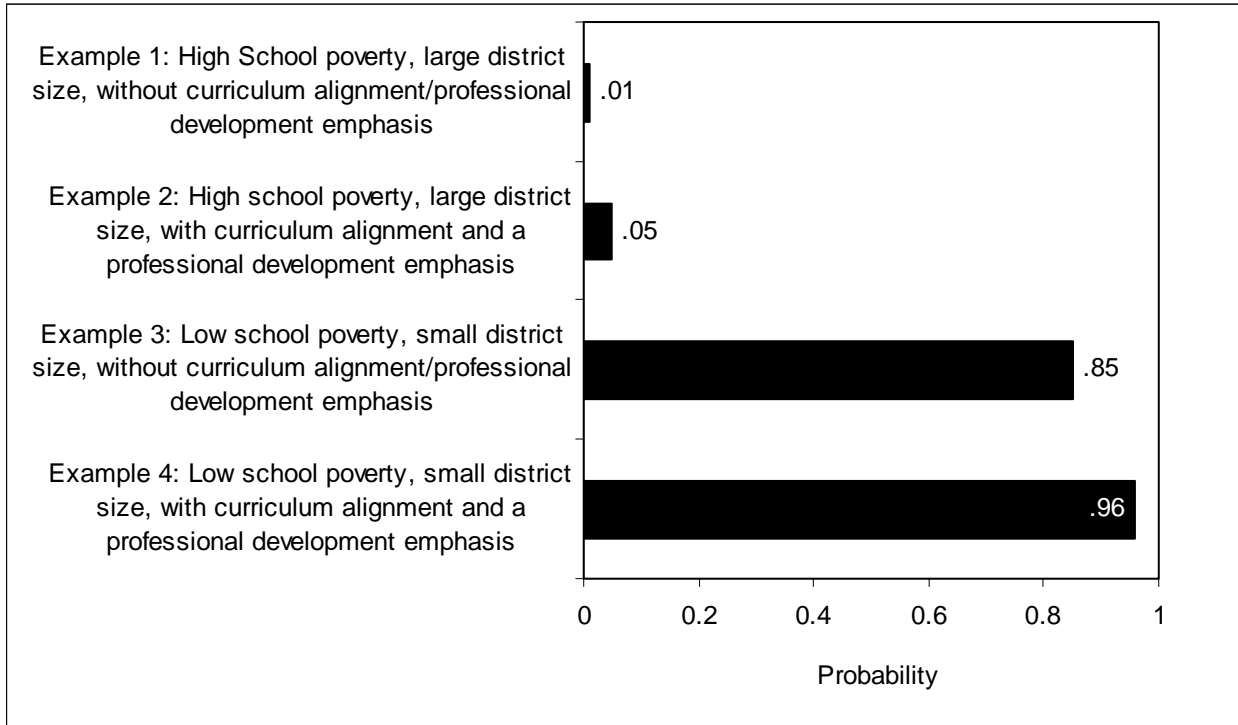 Example 1: High School poverty, large district
size, without curriculum alignment/professional
development emphasis
.01
Example 2: High school poverty, large district
size, with curriculum alignment and a
professional development emphasis
.05
Example 3: Low school poverty, small district
size, without curriculum alignment/professional
development emphasis
.85
Example 4: Low school poverty, small district
size, with curriculum alignment and a
professional development emphasis
.96
0 0.2 0.4 0.6 0.8 1
Probability